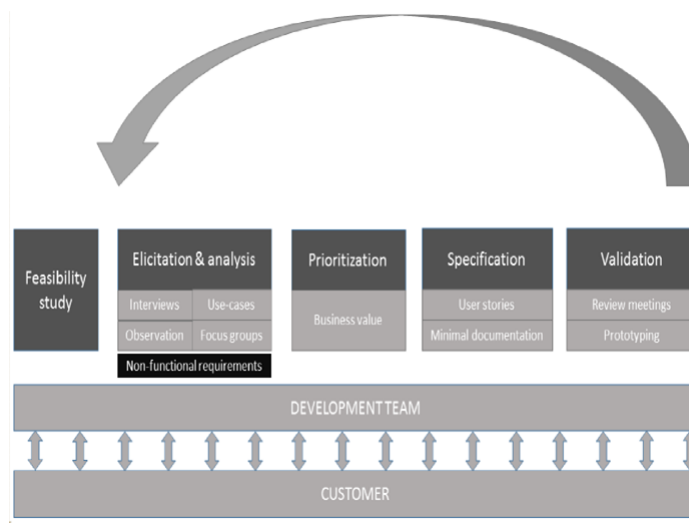 Feasibility
study
Elicitation & analysis
Interviews
Use-cases
Observation
Focus groups
Non-functional requirements
Prioritization
Business value
Specification
User stories
Minimal documentation
Validation
Review meetings
Prototyping
DEVELOPMENT TEAM
CUSTOMER